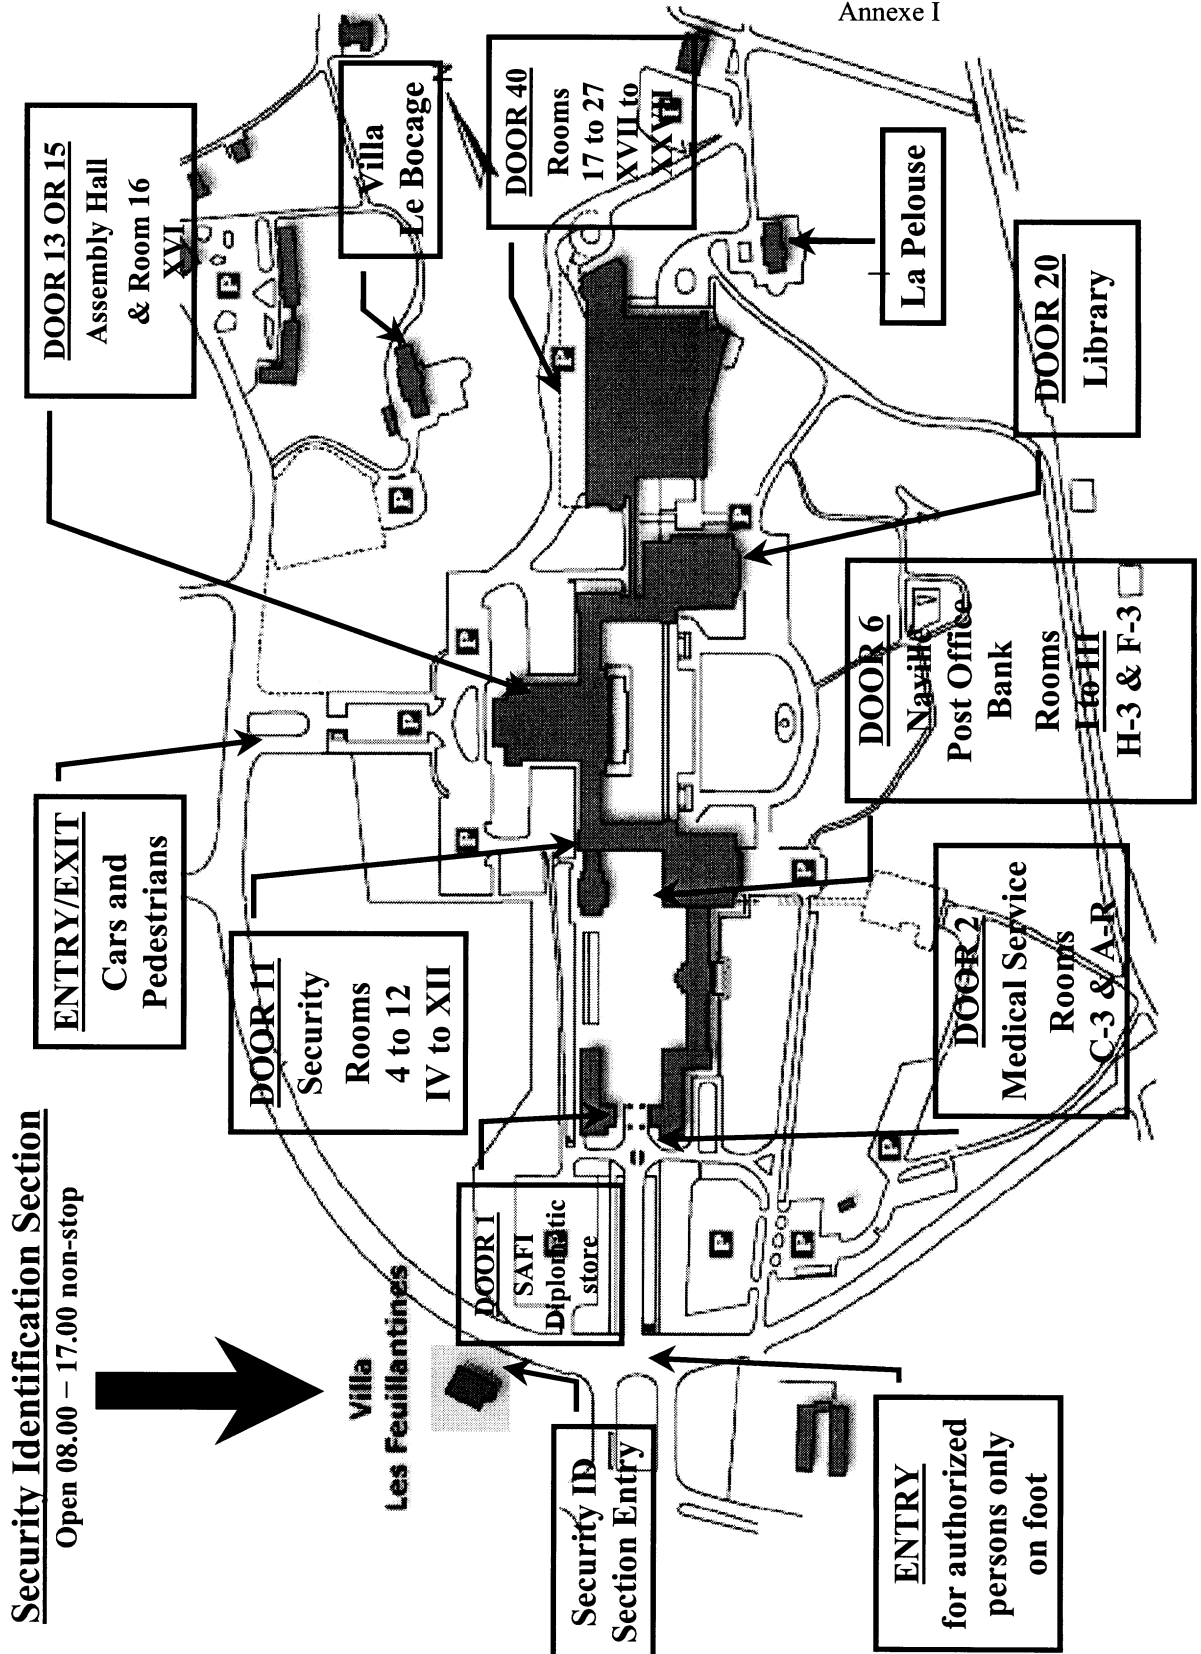 Annexe I
Security Identification Section
Open 08.00 – 17.00 non-stop
Villa
Les Feuillantines
Security ID
Section Entry
ENTRY
for authorized
persons only
on foot
ENTRY/EXIT
Cars and
Pedestrians
DOOR 11
Security
Rooms
4 to 12
IV to XII
DOOR 1
SAFI
Diplomatic
store
DOOR 2
Medical Service
Rooms
C-3 & A-R
DOOR 6
Naville
Post Office
Bank
Rooms
I to III
H-3 & F-3
DOOR 13 OR 15
Assembly Hall
& Room 16
XVI
Villa
Le Bocage
N
DOOR 40
Rooms
17 to 27
XVII to
XXVII
La Pelouse
DOOR 20
Library
P
P
P
P
P
P
P
P
P
P
P
P
P
P